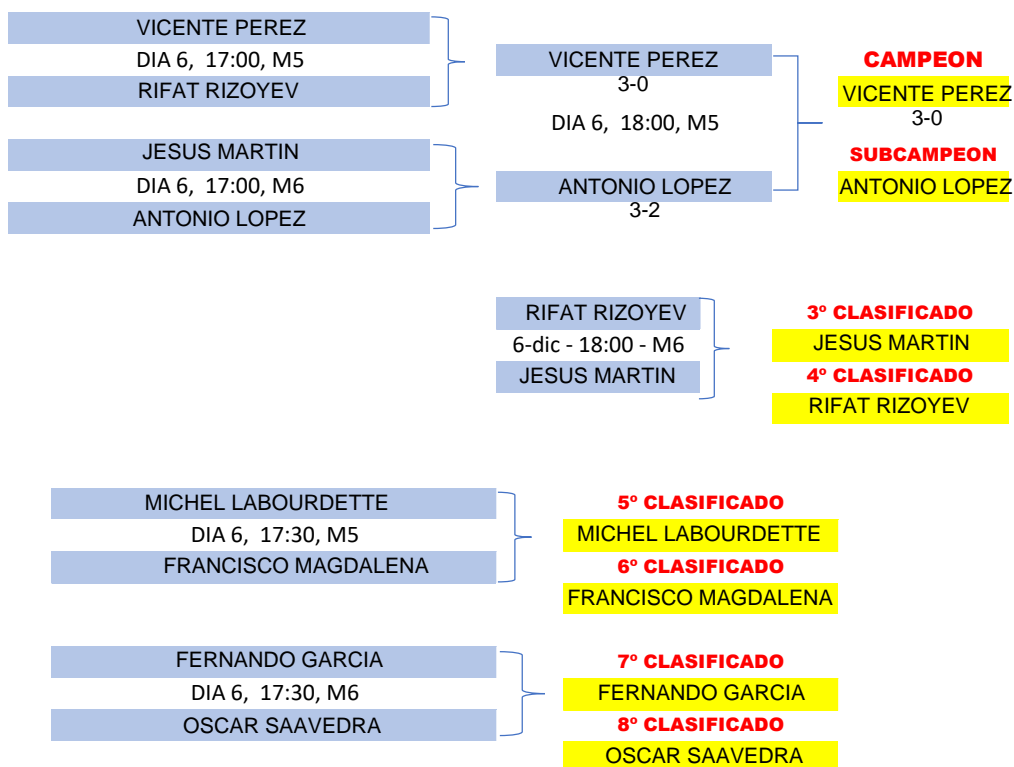 VICENTE PEREZ
DIA 6, 17:00, M5
RIFAT RIZOYEV
JESUS MARTIN
DIA 6, 17:00, M6
ANTONIO LOPEZ
VICENTE PEREZ
3-0
DIA 6, 18:00, M5
ANTONIO LOPEZ
3-2
CAMPEON
VICENTE PEREZ
3-0
SUBCAMPEON
ANTONIO LOPEZ
RIFAT RIZOYEV
6-dic - 18:00 - M6
JESUS MARTIN
3º CLASIFICADO
JESUS MARTIN
4º CLASIFICADO
RIFAT RIZOYEV
MICHEL LABOURDETTE
DIA 6, 17:30, M5
FRANCISCO MAGDALENA
5º CLASIFICADO
MICHEL LABOURDETTE
6º CLASIFICADO
FRANCISCO MAGDALENA
FERNANDO GARCIA
DIA 6, 17:30, M6
OSCAR SAAVEDRA
7º CLASIFICADO
FERNANDO GARCIA
8º CLASIFICADO
OSCAR SAAVEDRA